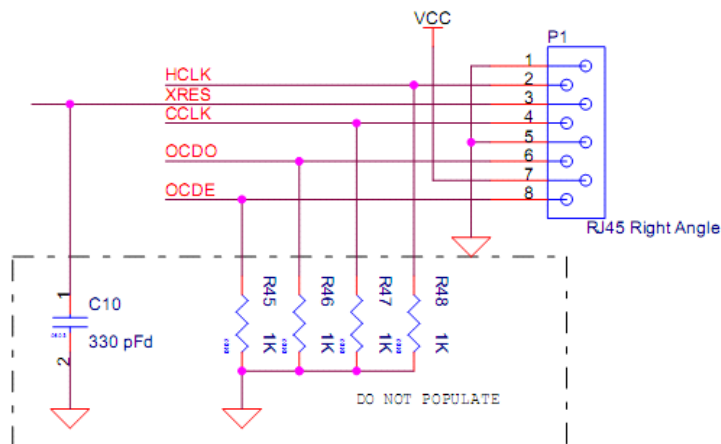 VCC
P1
1
HCLK
2
XRES
3
CCLK
4
5
OCDO
6
7
OCDE
8
RJ45 Right Angle
1
C10
330 pFd
2
R45
1K
R46
1K
R47
1K
R48
1K
DO NOT POPULATE